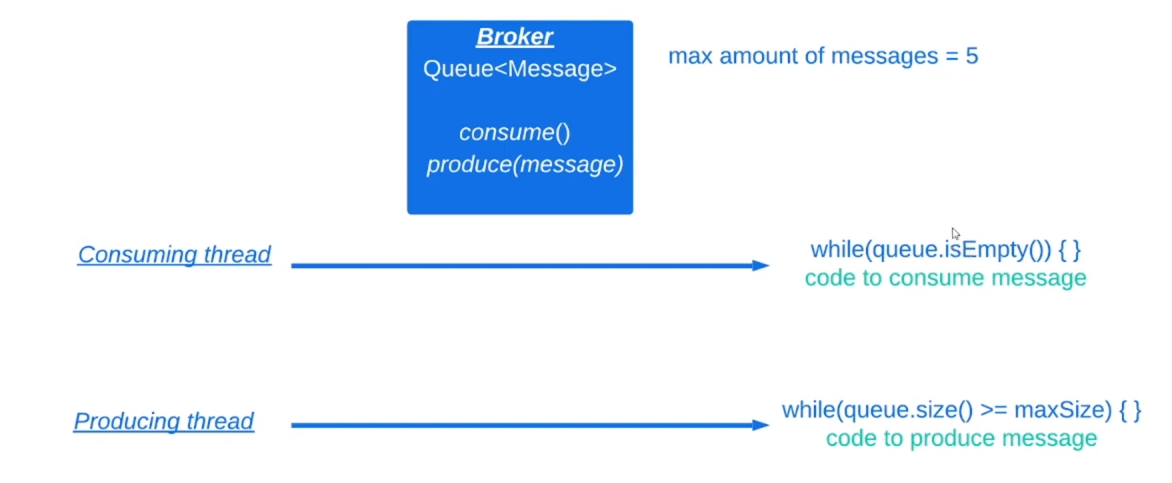 Broker
Queue<Message>
max amount of messages = 5
consume()
produce(message)
Consuming thread
while(queue.isEmpty()) { }
code to consume message
Producing thread
while(queue.size() >= maxSize) { }
code to produce message